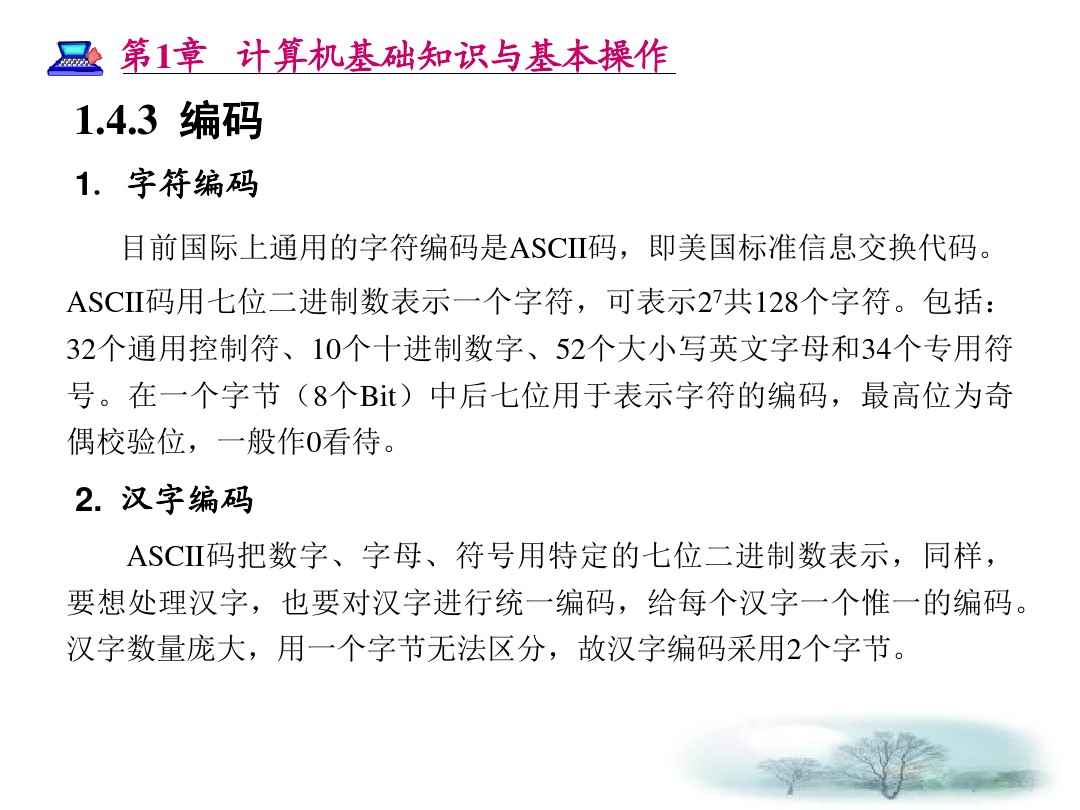 第1章 计算机基础知识与基本操作
1.4.3 编码
1. 字符编码
目前国际上通用的字符编码是ASCII码，即美国标准信息交换代码。
ASCII码用七位二进制数表示一个字符，可表示2⁷共128个字符。包括：
32个通用控制符、10个十进制数字、52个大小写英文字母和34个专用符
号。在一个字节（8个Bit）中后七位用于表示字符的编码，最高位为奇
偶校验位，一般作0看待。
2. 汉字编码
ASCII码把数字、字母、符号用特定的七位二进制数表示，同样，
要想处理汉字，也要对汉字进行统一编码，给每个汉字一个惟一的编码。
汉字数量庞大，用一个字节无法区分，故汉字编码采用2个字节。